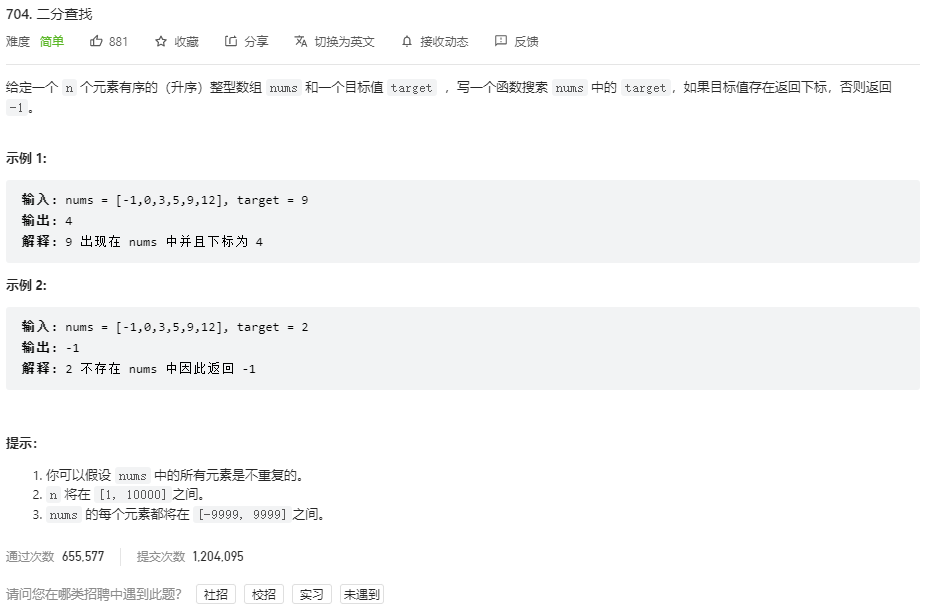 704. 二分查找
难度 简单 881 收藏 分享 切换为英文 接收动态 反馈
给定一个 n 个元素有序的（升序）整型数组 nums 和一个目标值 target ，写一个函数搜索 nums 中的 target，如果目标值存在返回下标，否则返回
-1。
示例 1:
输入: nums = [-1,0,3,5,9,12], target = 9
输出: 4
解释: 9 出现在 nums 中并且下标为 4
示例 2:
输入: nums = [-1,0,3,5,9,12], target = 2
输出: -1
解释: 2 不存在 nums 中因此返回 -1
提示：
1. 你可以假设 nums 中的所有元素是不重复的。
2. n 将在 [1, 10000]之间。
3. nums 的每个元素都将在 [-9999, 9999]之间。
通过次数 655,577 提交次数 1,204,095
请问您在哪类招聘中遇到此题？ 社招 校招 实习 未遇到